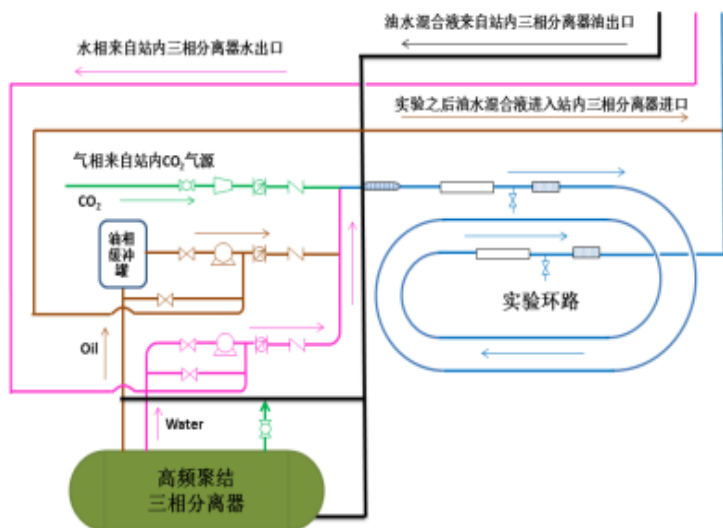 油水混合液来自站内三相分离器油出口
水相来自站内三相分离器水出口
实验之后油水混合液进入站内三相分离器进口
气相来自站内CO₂气源
CO₂
油相
缓冲
罐
实验环路
Oil
Water
高频聚结
三相分离器